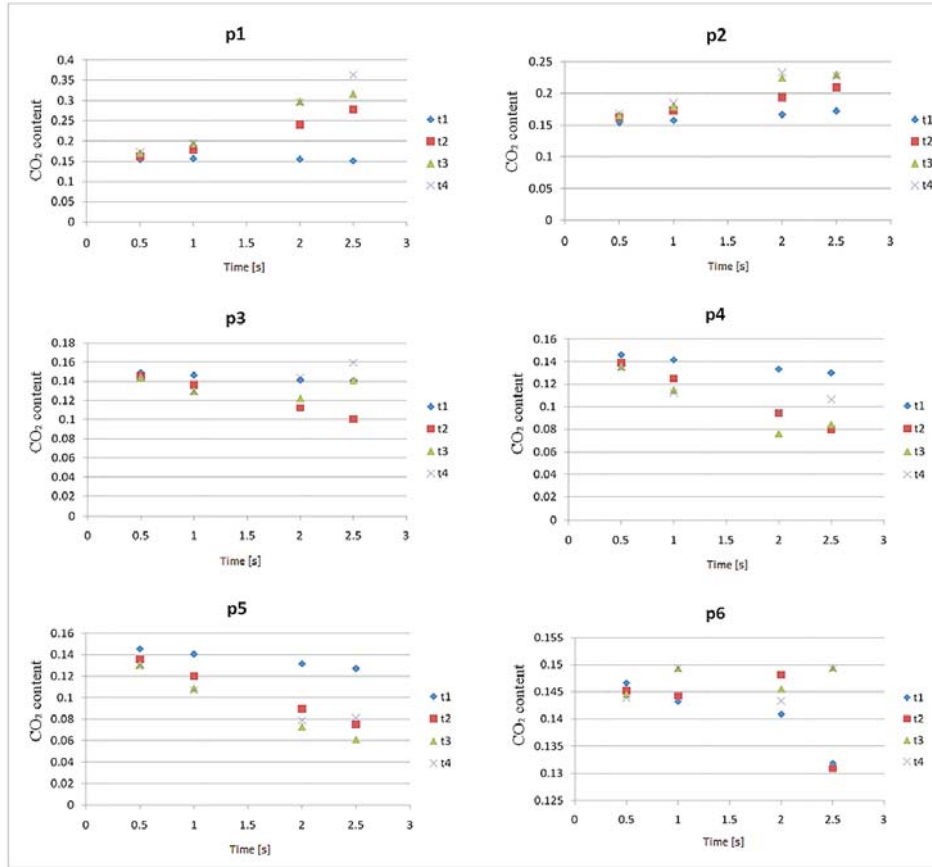 p1
0.4
0.35
0.3
0.25
0.2
0.15
0.1
0.05
0
CO₂ content
0 0.5 1 1.5 2 2.5 3
Time [s]
t1
t2
t3
t4
p2
0.25
0.2
0.15
0.1
0.05
0
CO₂ content
0 0.5 1 1.5 2 2.5 3
Time [s]
t1
t2
t3
t4
p3
0.18
0.16
0.14
0.12
0.1
0.08
0.06
0.04
0.02
0
CO₂ content
0 0.5 1 1.5 2 2.5 3
Time [s]
t1
t2
t3
t4
p4
0.16
0.14
0.12
0.1
0.08
0.06
0.04
0.02
0
CO₂ content
0 0.5 1 1.5 2 2.5 3
Time [s]
t1
t2
t3
t4
p5
0.16
0.14
0.12
0.1
0.08
0.06
0.04
0.02
0
CO₂ content
0 0.5 1 1.5 2 2.5 3
Time [s]
t1
t2
t3
t4
p6
0.155
0.15
0.145
0.14
0.135
0.13
0.125
CO₂ content
0 0.5 1 1.5 2 2.5 3
Time [s]
t1
t2
t3
t4